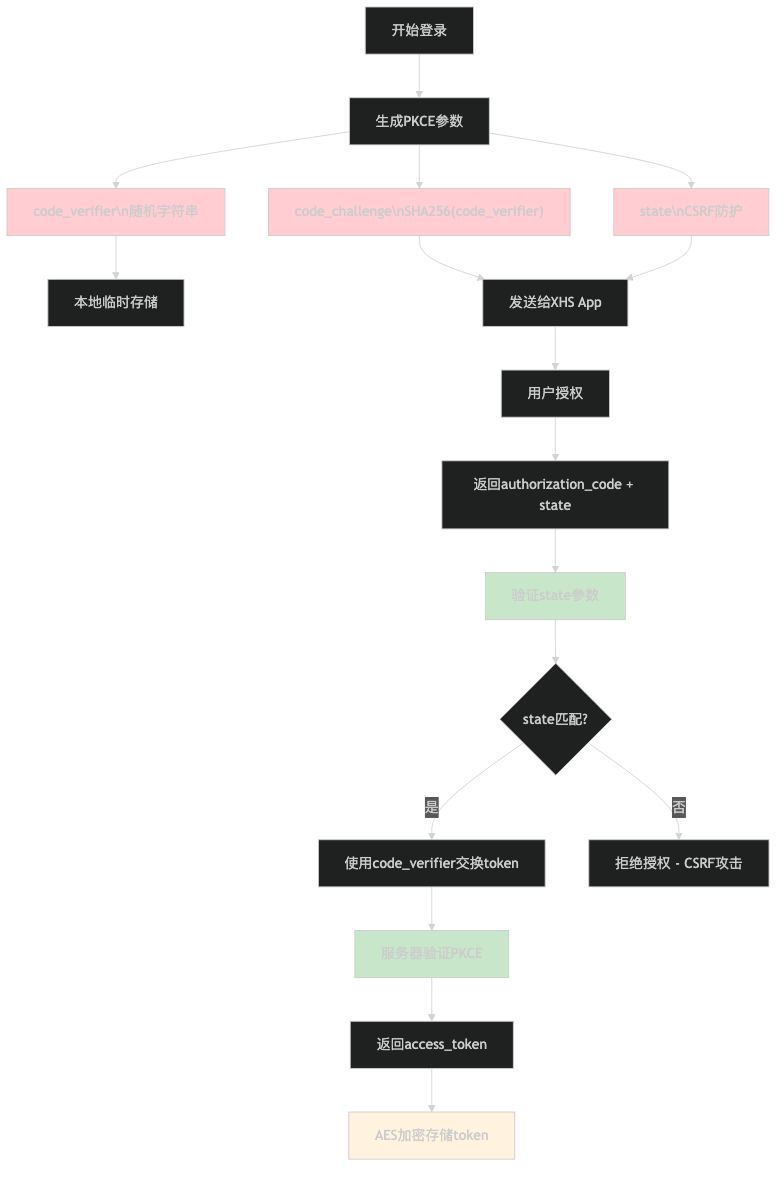 开始登录
生成PKCE参数
code_verifier\n随机字符串
code_challenge\nSHA256(code_verifier)
state\nCSRF防护
本地临时存储
发送给XHS App
用户授权
返回authorization_code +
state
验证state参数
state匹配?
是
否
使用code_verifier交换token
拒绝授权 - CSRF攻击
服务器验证PKCE
返回access_token
AES加密存储token